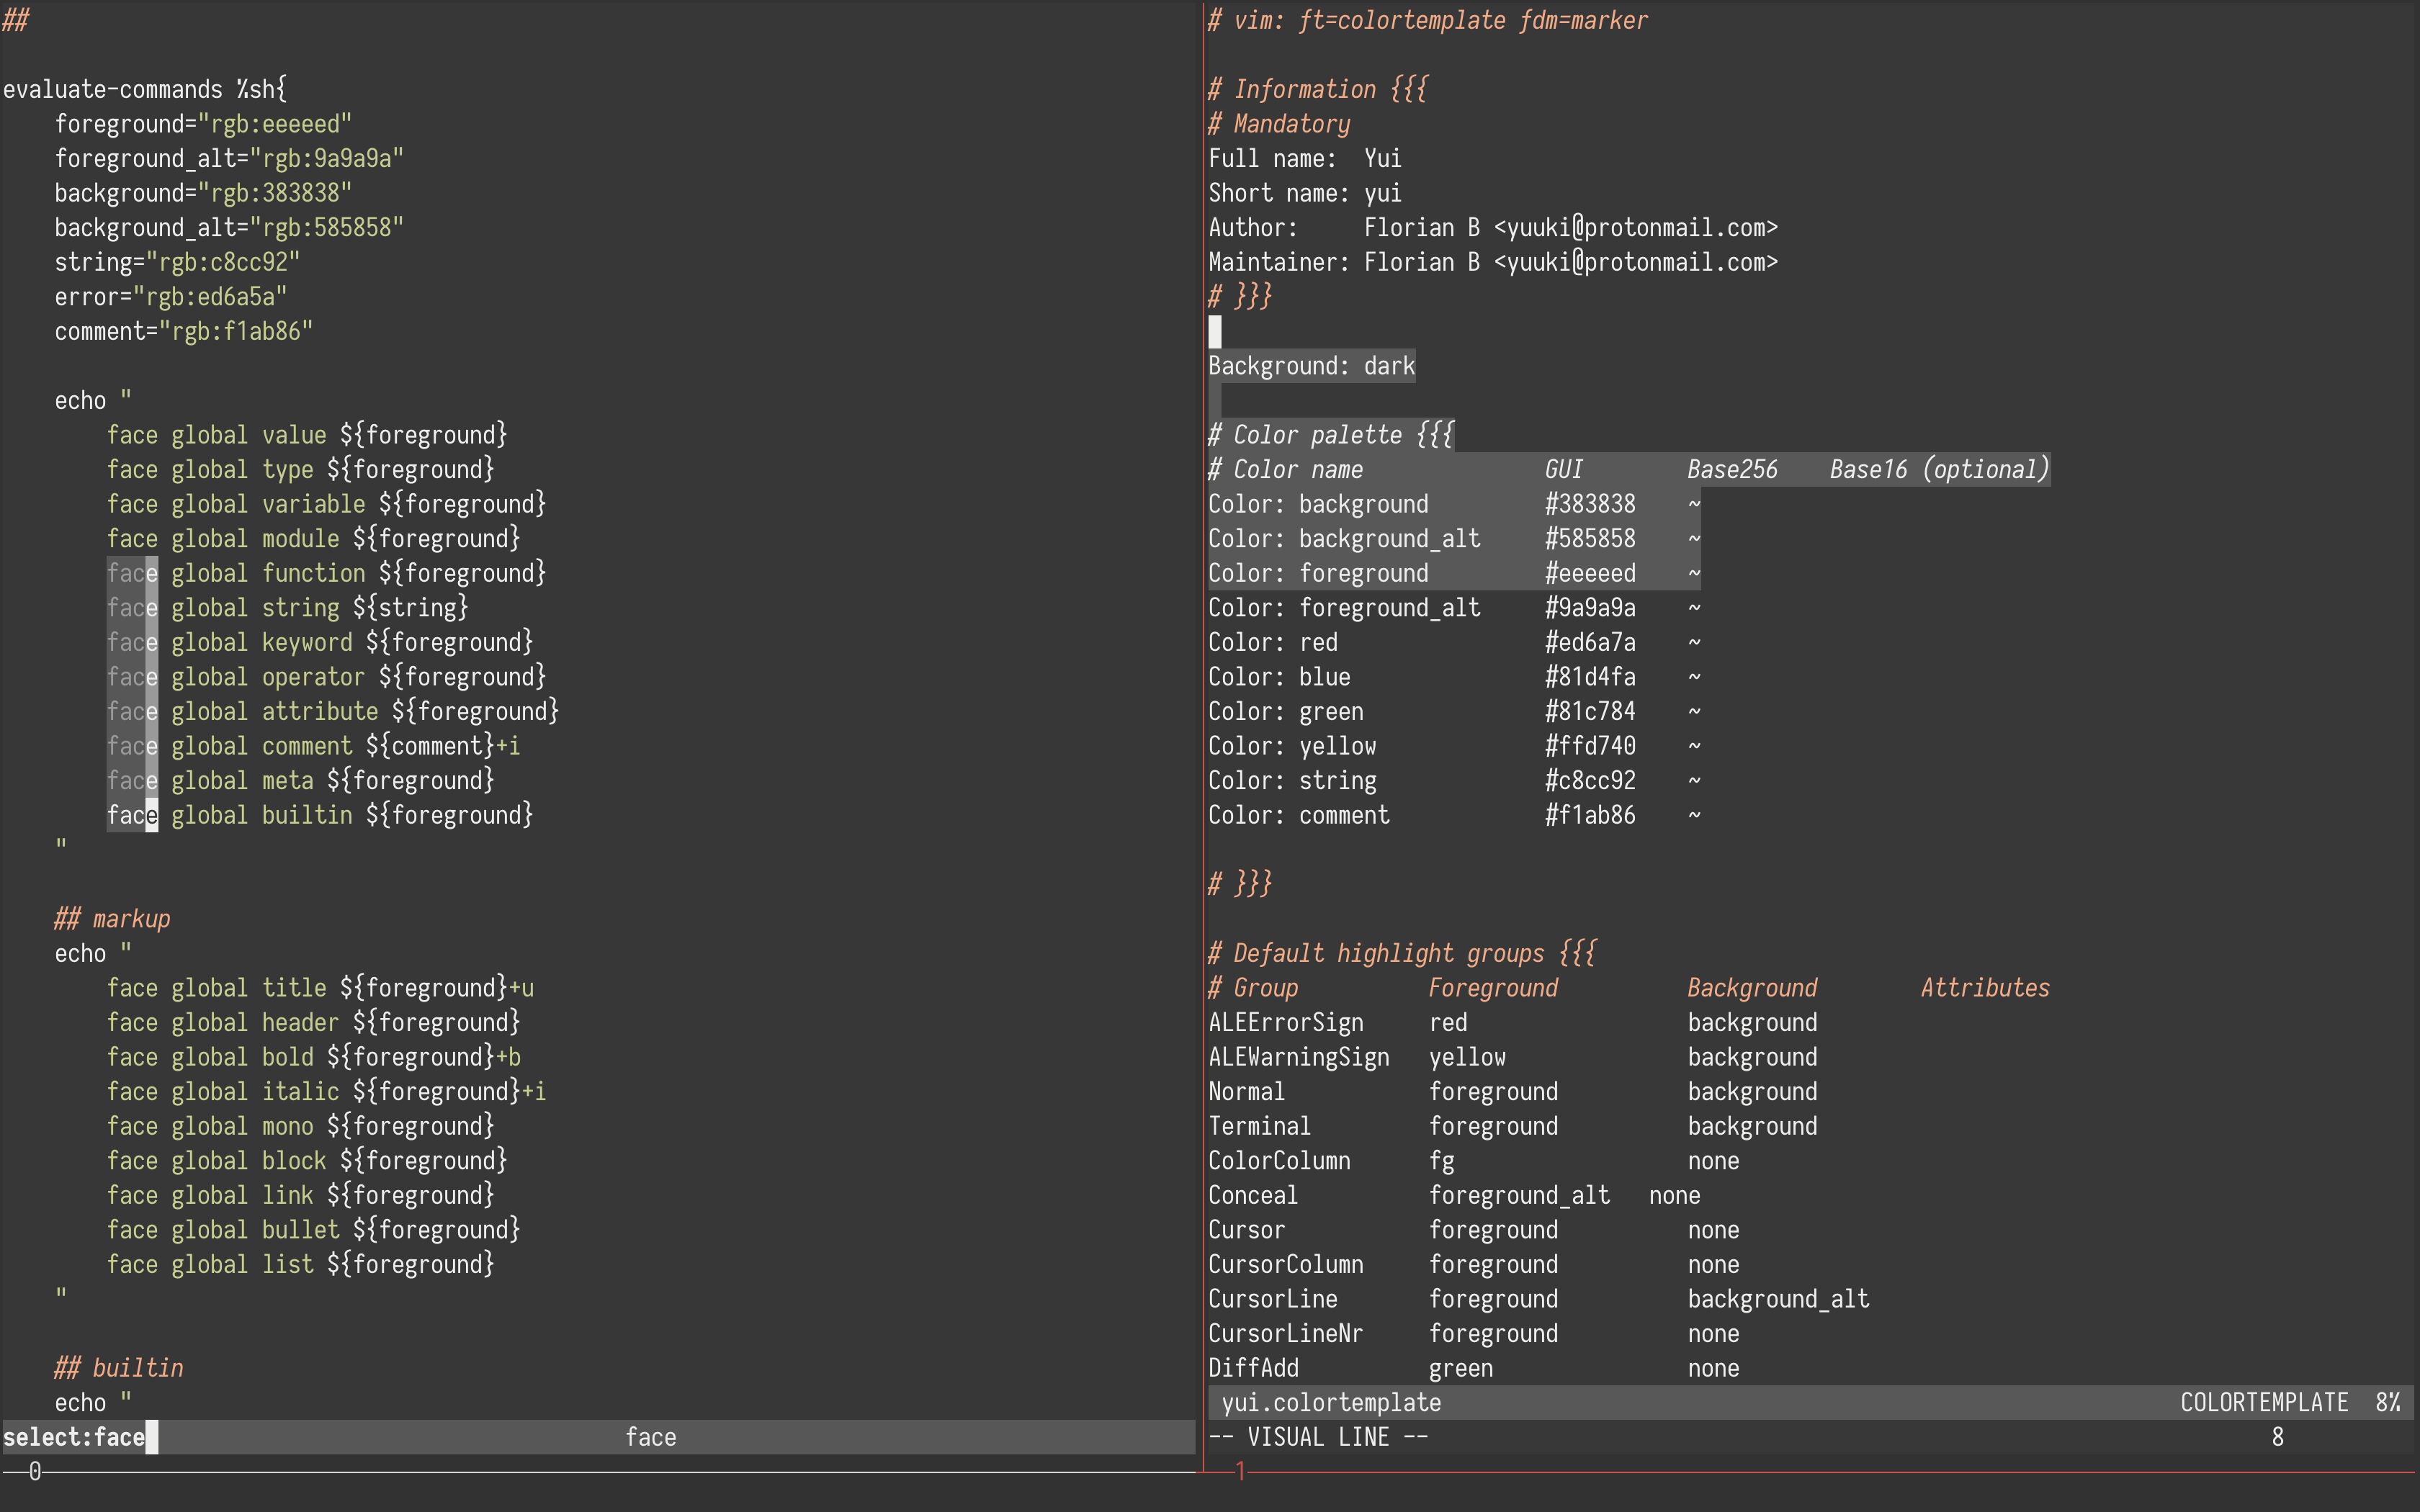 ##
evaluate-commands %sh{
    foreground="rgb:eeeeed"
    foreground_alt="rgb:9a9a9a"
    background="rgb:383838"
    background_alt="rgb:585858"
    string="rgb:c8cc92"
    error="rgb:ed6a5a"
    comment="rgb:f1ab86"
    echo "
        face global value ${foreground}
        face global type ${foreground}
        face global variable ${foreground}
        face global module ${foreground}
        face global function ${foreground}
        face global string ${string}
        face global keyword ${foreground}
        face global operator ${foreground}
        face global attribute ${foreground}
        face global comment ${comment}+i
        face global meta ${foreground}
        face global builtin ${foreground}
    "
    ## markup
    echo "
        face global title ${foreground}+u
        face global header ${foreground}
        face global bold ${foreground}+b
        face global italic ${foreground}+i
        face global mono ${foreground}
        face global block ${foreground}
        face global link ${foreground}
        face global bullet ${foreground}
        face global list ${foreground}
    "
    ## builtin
    echo "
select:face face
0
# vim: ft=colortemplate fdm=marker
# Information {{{
# Mandatory
Full name:  Yui
Short name: yui
Author:     Florian B <yuuki@protonmail.com>
Maintainer: Florian B <yuuki@protonmail.com>
# }}}
Background: dark
# Color palette {{{
# Color name              GUI        Base256    Base16 (optional)
Color: background         #383838    ~
Color: background_alt     #585858    ~
Color: foreground         #eeeeed    ~
Color: foreground_alt     #9a9a9a    ~
Color: red                #ed6a7a    ~
Color: blue               #81d4fa    ~
Color: green              #81c784    ~
Color: yellow             #ffd740    ~
Color: string             #c8cc92    ~
Color: comment            #f1ab86    ~
# }}}
# Default highlight groups {{{
# Group          Foreground          Background        Attributes
ALEErrorSign     red                 background
ALEWarningSign   yellow              background
Normal           foreground          background
Terminal         foreground          background
ColorColumn      fg                  none
Conceal          foreground_alt   none
Cursor           foreground          none
CursorColumn     foreground          none
CursorLine       foreground          background_alt
CursorLineNr     foreground          none
DiffAdd          green               none
yui.colortemplate COLORTEMPLATE 8%
-- VISUAL LINE -- 8
1